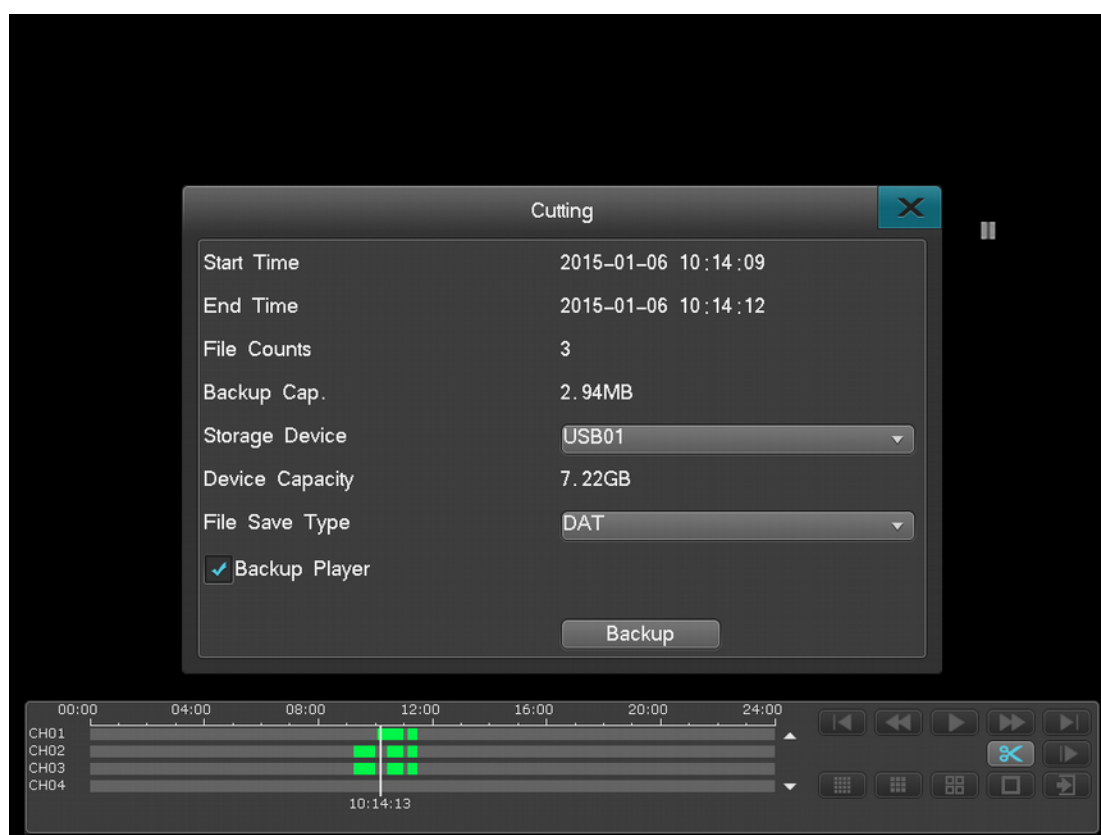 Cutting
Start Time 2015-01-06 10:14:09
End Time 2015-01-06 10:14:12
File Counts 3
Backup Cap. 2.94MB
Storage Device USB01
Device Capacity 7.22GB
File Save Type DAT
Backup Player
Backup
00:00 04:00 08:00 12:00 16:00 20:00 24:00
CH01
CH02
CH03
CH04
10:14:13